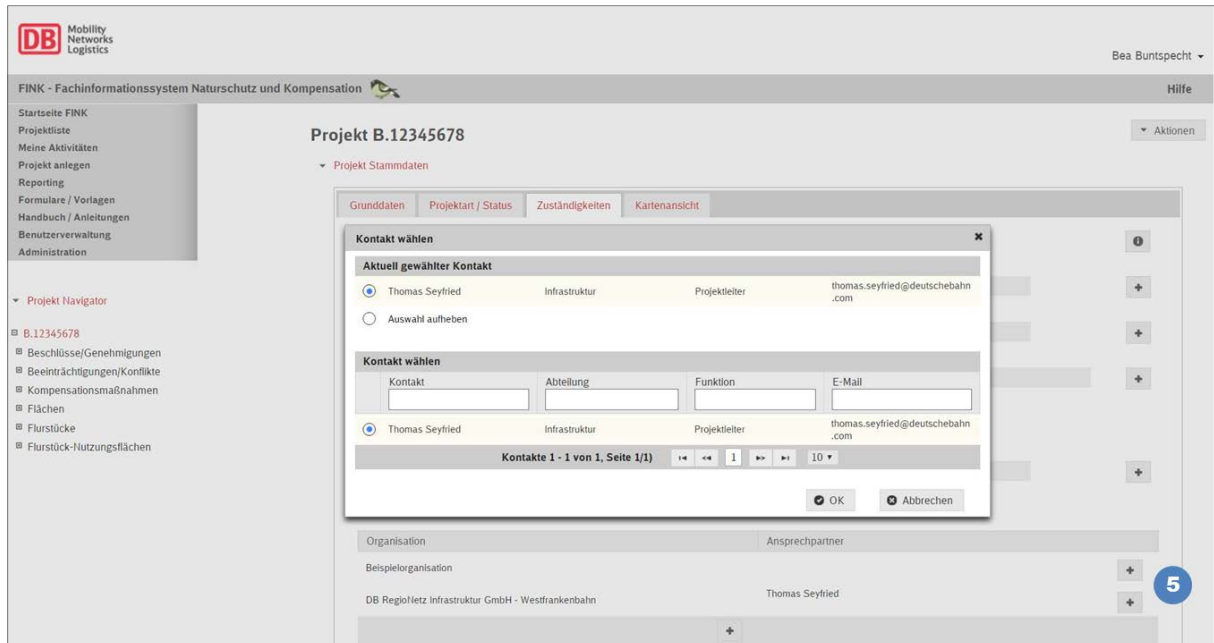 DB
Mobility
Networks
Logistics
Bea Buntspecht
FINK - Fachinformationssystem Naturschutz und Kompensation
Hilfe
Startseite FINK
Projektliste
Meine Aktivitäten
Projekt anlegen
Reporting
Formulare / Vorlagen
Handbuch / Anleitungen
Benutzerverwaltung
Administration
Projekt Navigator
B.12345678
Beschlüsse/Genehmigungen
Beeinträchtigungen/Konflikte
Kompensationsmaßnahmen
Flächen
Flurstücke
Flurstück-Nutzungsflächen
Projekt B.12345678
Aktionen
Projekt Stammdaten
Grunddaten Projektart / Status Zuständigkeiten Kartenansicht
Kontakt wählen
Aktuell gewählter Kontakt
Thomas Seyfried Infrastruktur Projektleiter thomas.seyfried@deutschebahn
.com
Auswahl aufheben
Kontakt wählen
Kontakt Abteilung Funktion E-Mail
Thomas Seyfried Infrastruktur Projektleiter thomas.seyfried@deutschebahn
.com
Kontakte 1 - 1 von 1, Seite 1/1) 1 10
OK Abbrechen
Organisation Ansprechpartner
Beispielorganisation
DB RegioNetz Infrastruktur GmbH - Westfrankenbahn Thomas Seyfried
5